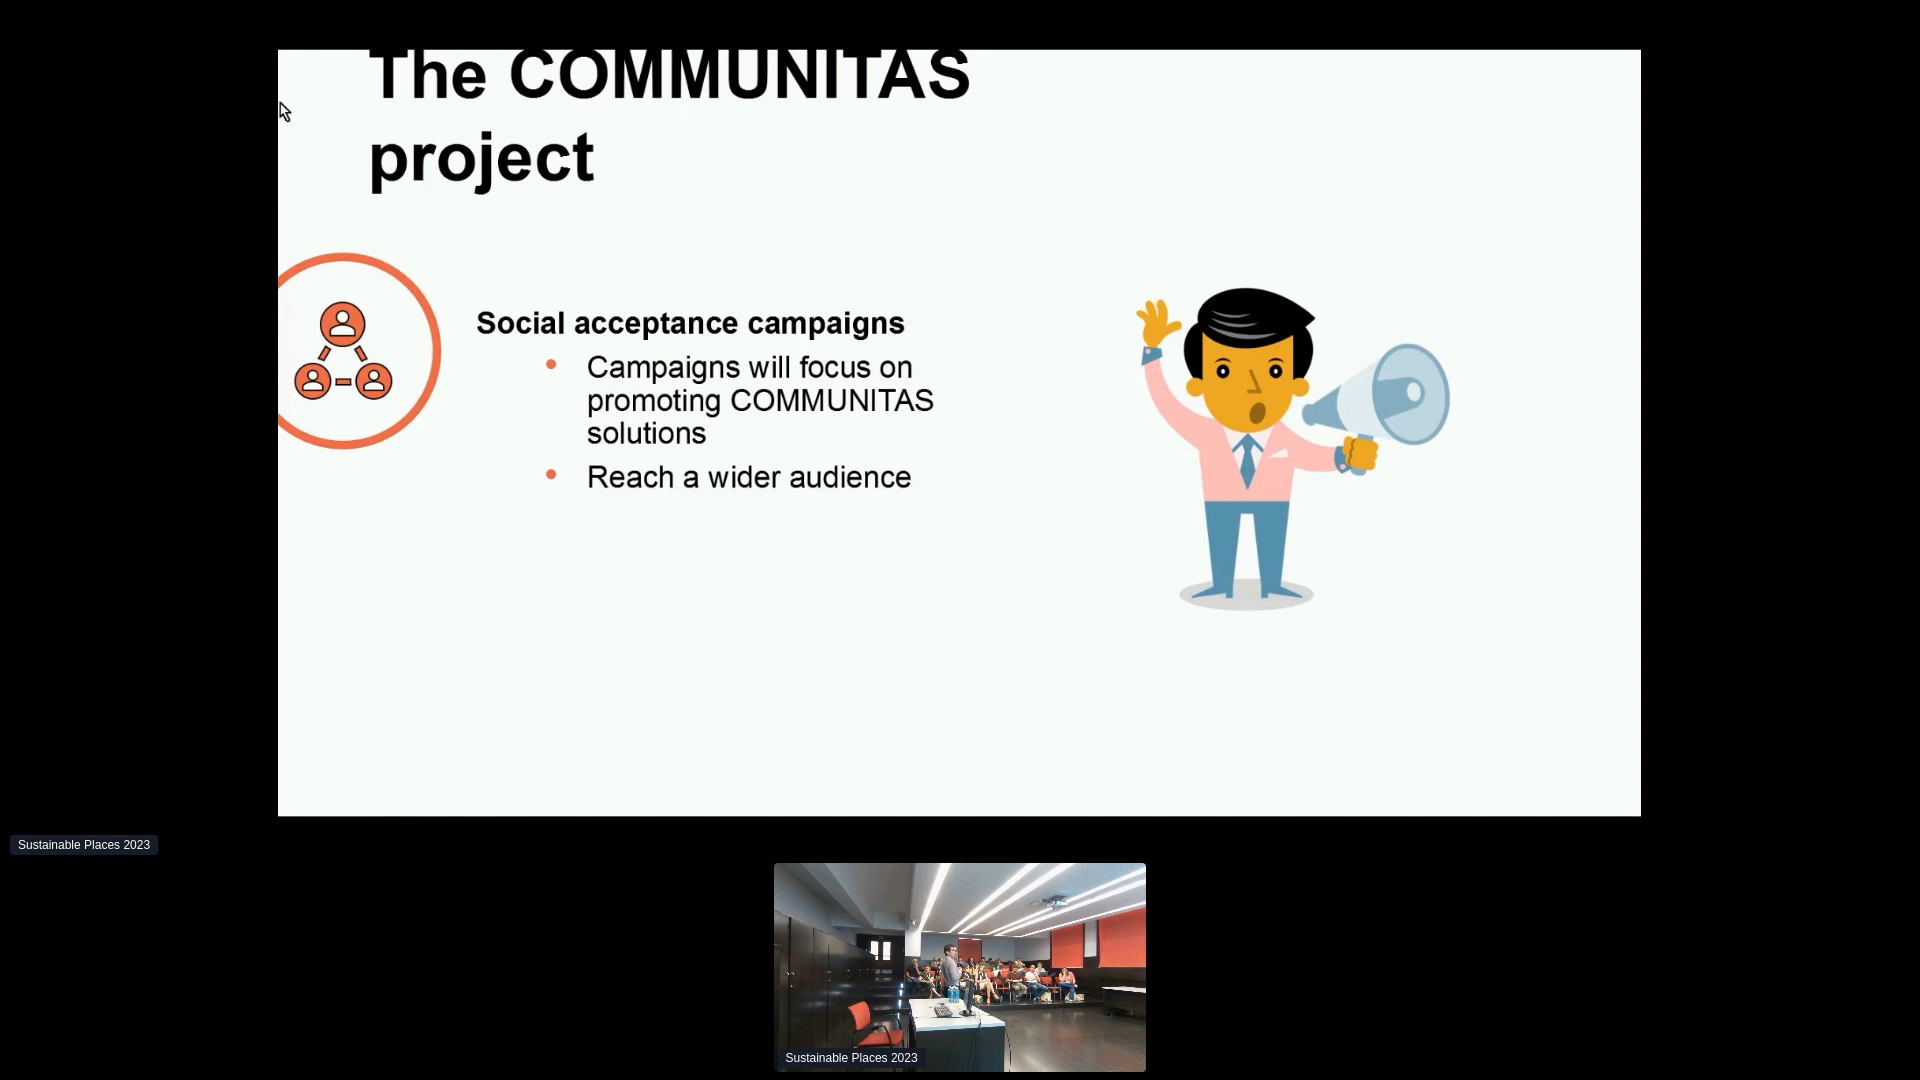 The COMMUNITAS
project
Social acceptance campaigns
• Campaigns will focus on
promoting COMMUNITAS
solutions
• Reach a wider audience
Sustainable Places 2023
Sustainable Places 2023